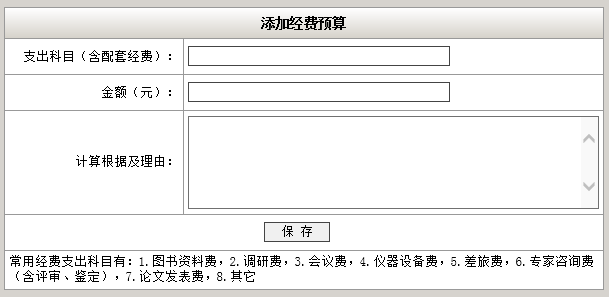 添加经费预算
支出科目（含配套经费）：
金额（元）：
计算根据及理由：
保 存
常用经费支出科目有：1.图书资料费，2.调研费，3.会议费，4.仪器设备费，5.差旅费，6.专家咨询费
（含评审、鉴定），7.论文发表费，8.其它